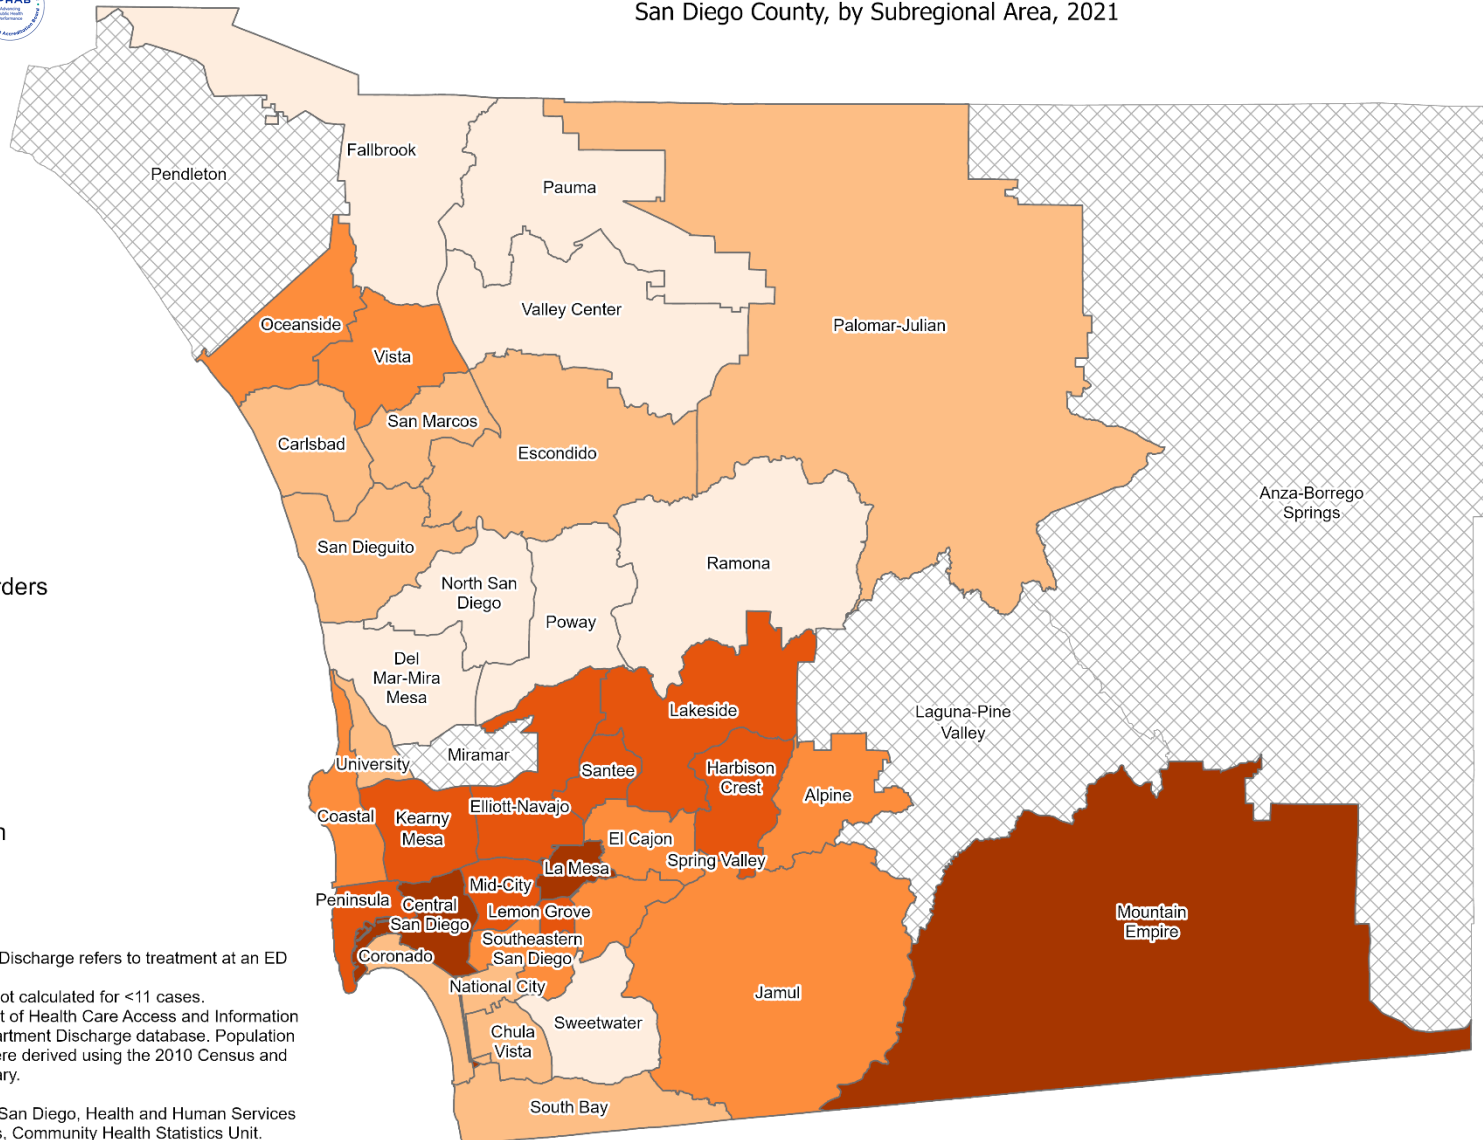 San Diego County, by Subregional Area, 2021
Advancing
Public Health
Performance
Fallbrook
Pendleton
Pauma
Valley Center
Oceanside
Palomar-Julian
Vista
San Marcos
Carlsbad
Escondido
Anza-Borrego
Springs
San Dieguito
Ramona
North San
Diego
Poway
Del
Mar-Mira
Mesa
Lakeside
Laguna-Pine
Valley
Miramar
University
Santee
Harbison
Crest
Alpine
Elliott-Navajo
Coastal
Kearny
Mesa
El Cajon
Spring Valley
La Mesa
Mid-City
Peninsula
Central
San Diego
Lemon Grove
Mountain
Empire
Southeastern
San Diego
Coronado
National City
Jamul
Sweetwater
Chula
Vista
South Bay
rders
n
Discharge refers to treatment at an ED
ot calculated for <11 cases.
t of Health Care Access and Information
artment Discharge database. Population
ere derived using the 2010 Census and
ary.
San Diego, Health and Human Services
s, Community Health Statistics Unit.